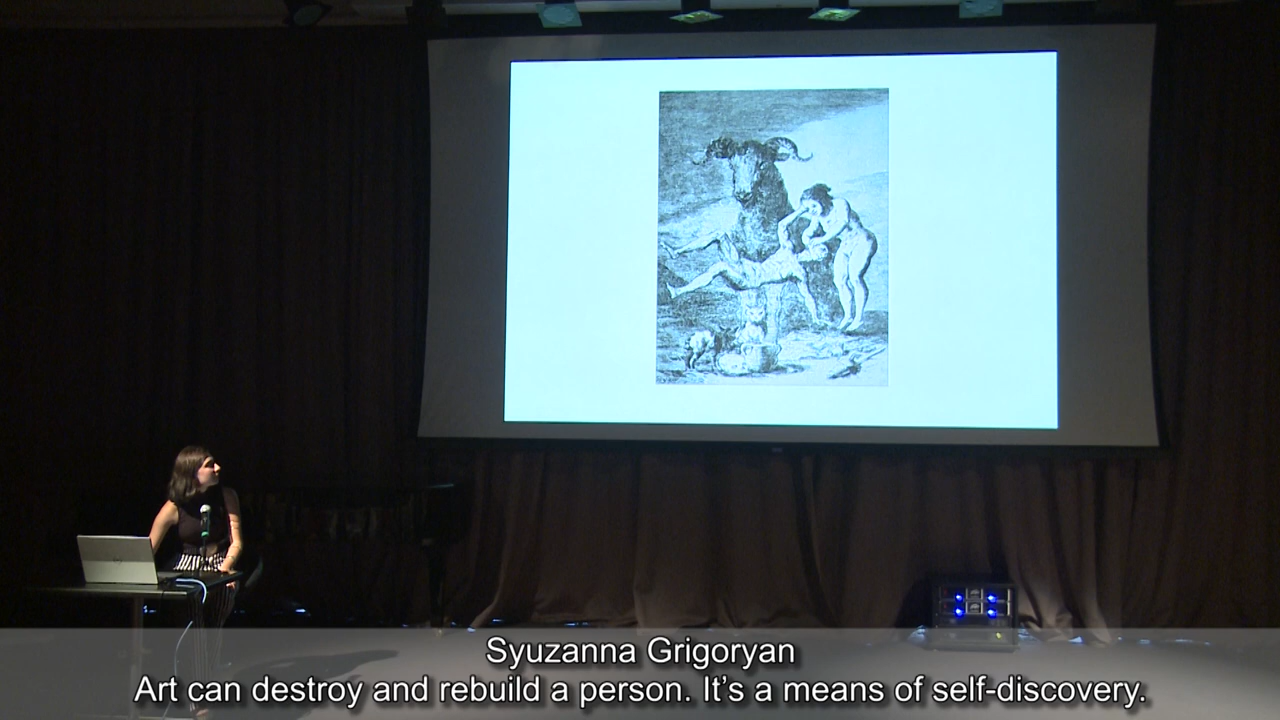 Syuzanna Grigoryan
Art can destroy and rebuild a person. It’s a means of self-discovery.